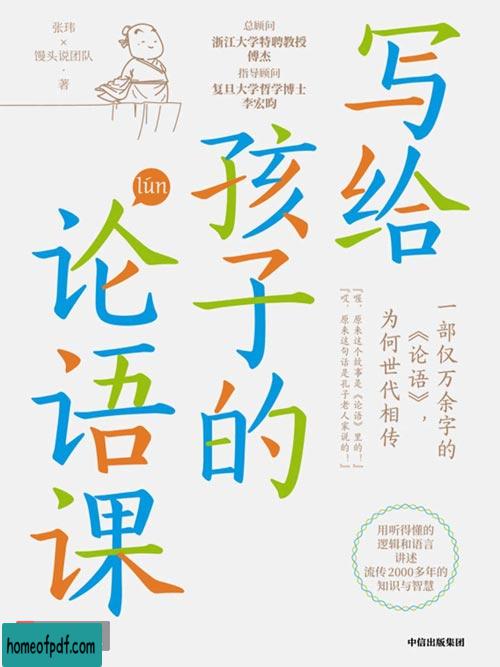 张玮
×
馒头说团队
·
著
总顾问
浙江大学特聘教授
傅杰
指导顾问
复旦大学哲学博士
李宏昀
写给
孩子的
lún
论语课
一部仅万余字的
《论语》，
为何世代相传
『喔，原来这个故事是《论语》里的！』
『哎，原来这句话是孔子老人家说的！』
用听得懂的
逻辑和语言
讲述
流传2000多年的
知识与智慧
中信出版集团
homeofpdf.com